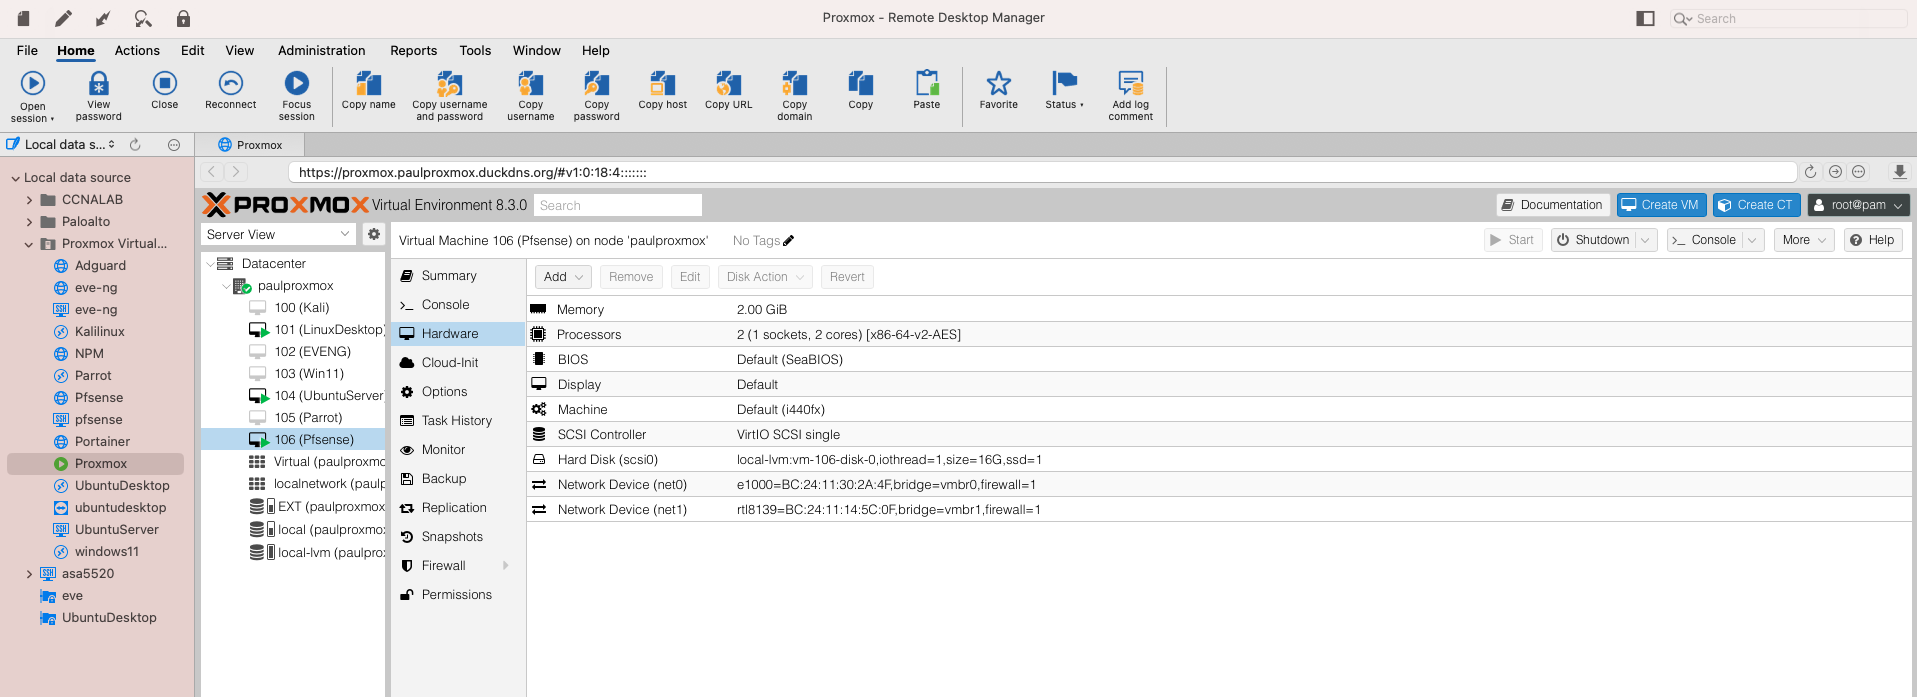 Proxmox - Remote Desktop Manager
Search
File Home Actions Edit View Administration Reports Tools Window Help
Open session
View password
Close
Reconnect
Focus session
Copy name
Copy username and password
Copy username
Copy password
Copy host
Copy URL
Copy domain
Copy
Paste
Favorite
Status
Add log comment
Local data s...
Proxmox
Local data source
CCNALAB
Paloalto
Proxmox Virtual...
Adguard
eve-ng
SSH eve-ng
Kalilinux
NPM
Parrot
Pfsense
SSH pfsense
Portainer
Proxmox
UbuntuDesktop
ubuntudesktop
SSH UbuntuServer
windows11
SSH asa5520
eve
UbuntuDesktop
https://proxmox.paulproxmox.duckdns.org/#v1:0:18:4:::::::
PROXMOX Virtual Environment 8.3.0
Search
Documentation
Create VM
Create CT
root@pam
Server View
Datacenter
paulproxmox
100 (Kali)
101 (LinuxDesktop)
102 (EVENG)
103 (Win11)
104 (UbuntuServer
105 (Parrot)
106 (Pfsense)
Virtual (paulproxmo
localnetwork (paulp
EXT (paulproxmox
local (paulproxmo
local-lvm (paulpro
Virtual Machine 106 (Pfsense) on node 'paulproxmox'
No Tags
Start
Shutdown
Console
More
Help
Summary
Console
Hardware
Cloud-Init
Options
Task History
Monitor
Backup
Replication
Snapshots
Firewall
Permissions
Add Remove Edit Disk Action Revert
Memory 2.00 GiB
Processors 2 (1 sockets, 2 cores) [x86-64-v2-AES]
BIOS Default (SeaBIOS)
Display Default
Machine Default (i440fx)
SCSI Controller VirtIO SCSI single
Hard Disk (scsi0) local-lvm:vm-106-disk-0,iothread=1,size=16G,ssd=1
Network Device (net0) e1000=BC:24:11:30:2A:4F,bridge=vmbr0,firewall=1
Network Device (net1) rtl8139=BC:24:11:14:5C:0F,bridge=vmbr1,firewall=1